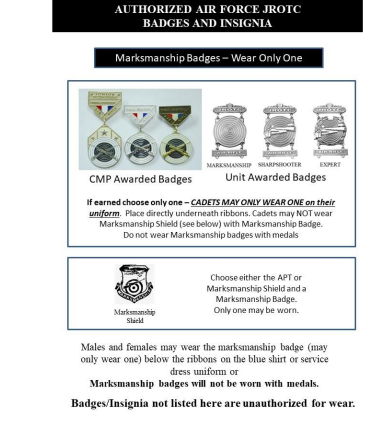 AUTHORIZED AIR FORCE JROTC
BADGES AND INSIGNIA
Marksmanship Badges – Wear Only One
MARKSMANSHIP SHARPSHOOTER EXPERT
CMP Awarded Badges Unit Awarded Badges
If earned choose only one – CADETS MAY ONLY WEAR ONE on their
uniform. Place directly underneath ribbons. Cadets may NOT wear
Marksmanship Shield (see below) with Marksmanship Badge.
Do not wear Marksmanship badges with medals
Marksmanship
Shield
Choose either the APT or
Marksmanship Shield and a
Marksmanship Badge.
Only one may be worn.
Males and females may wear the marksmanship badge (may
only wear one) below the ribbons on the blue shirt or service
dress uniform or
Marksmanship badges will not be worn with medals.
Badges/Insignia not listed here are unauthorized for wear.